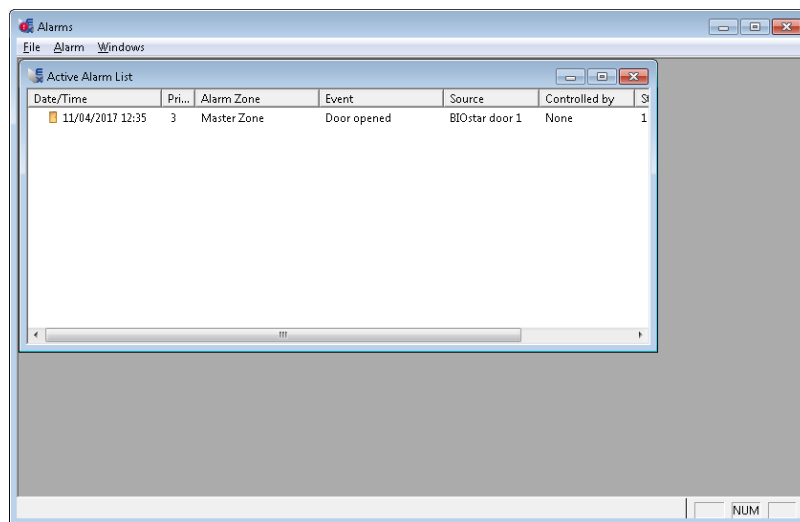 Alarms
File Alarm Windows
Active Alarm List
Date/Time Pri... Alarm Zone Event Source Controlled by
11/04/2017 12:35 3 Master Zone Door opened BIOstar door 1 None 1
NUM